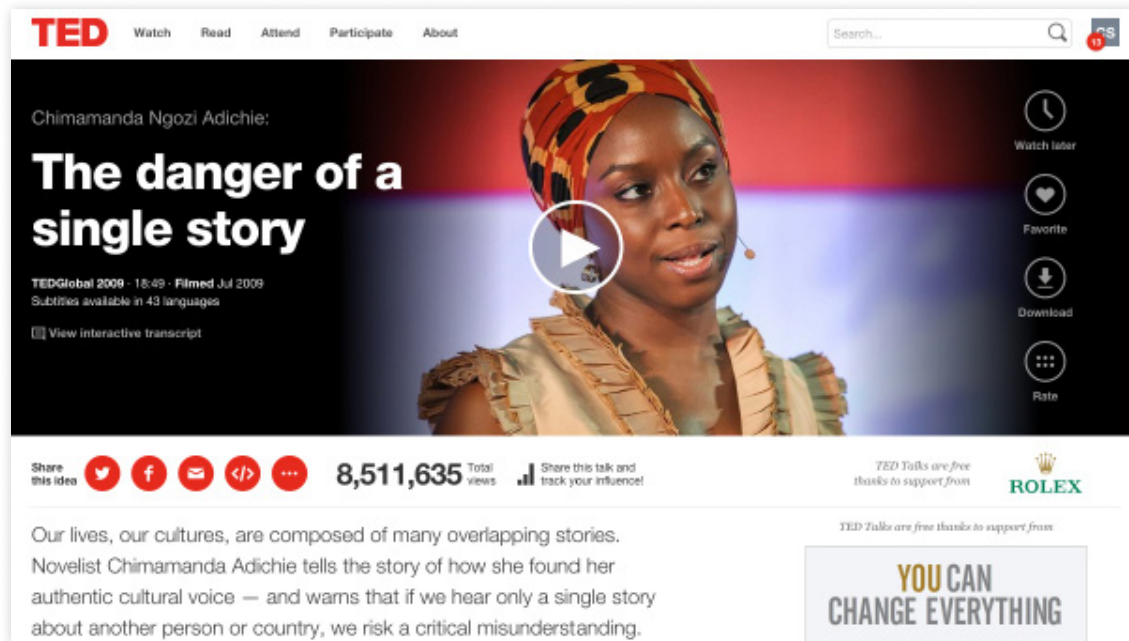 TED Watch Read Attend Participate About Search... GS
13
Chimamanda Ngozi Adichie:
The danger of a
single story
TEDGlobal 2009 · 18:49 · Filmed Jul 2009
Subtitles available in 43 languages
View interactive transcript
Watch later
Favorite
Download
Rate
Share
this idea
8,511,635 Total
views
Share this talk and
track your influence!
TED Talks are free
thanks to support from
ROLEX
Our lives, our cultures, are composed of many overlapping stories.
Novelist Chimamanda Adichie tells the story of how she found her
authentic cultural voice — and warns that if we hear only a single story
about another person or country, we risk a critical misunderstanding.
TED Talks are free thanks to support from
YOU CAN
CHANGE EVERYTHING